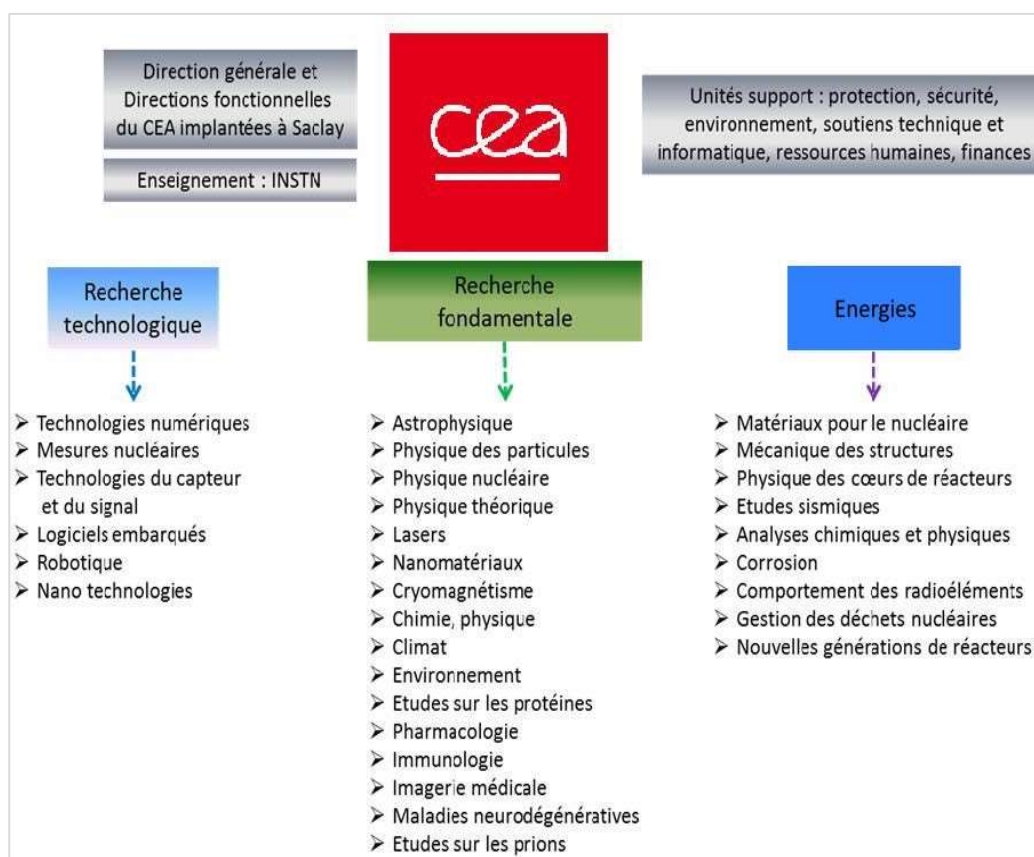 Direction générale et
Directions fonctionnelles
du CEA implantées à Saclay
Enseignement : INSTN
cea
Unités support : protection, sécurité,
environnement, soutiens technique et
informatique, ressources humaines, finances
Recherche
technologique
➢ Technologies numériques
➢ Mesures nucléaires
➢ Technologies du capteur
et du signal
➢ Logiciels embarqués
➢ Robotique
➢ Nano technologies
Recherche
fondamentale
➢ Astrophysique
➢ Physique des particules
➢ Physique nucléaire
➢ Physique théorique
➢ Lasers
➢ Nanomatériaux
➢ Cryomagnétisme
➢ Chimie, physique
➢ Climat
➢ Environnement
➢ Etudes sur les protéines
➢ Pharmacologie
➢ Immunologie
➢ Imagerie médicale
➢ Maladies neurodégénératives
➢ Etudes sur les prions
Energies
➢ Matériaux pour le nucléaire
➢ Mécanique des structures
➢ Physique des cœurs de réacteurs
➢ Etudes sismiques
➢ Analyses chimiques et physiques
➢ Corrosion
➢ Comportement des radioéléments
➢ Gestion des déchets nucléaires
➢ Nouvelles générations de réacteurs